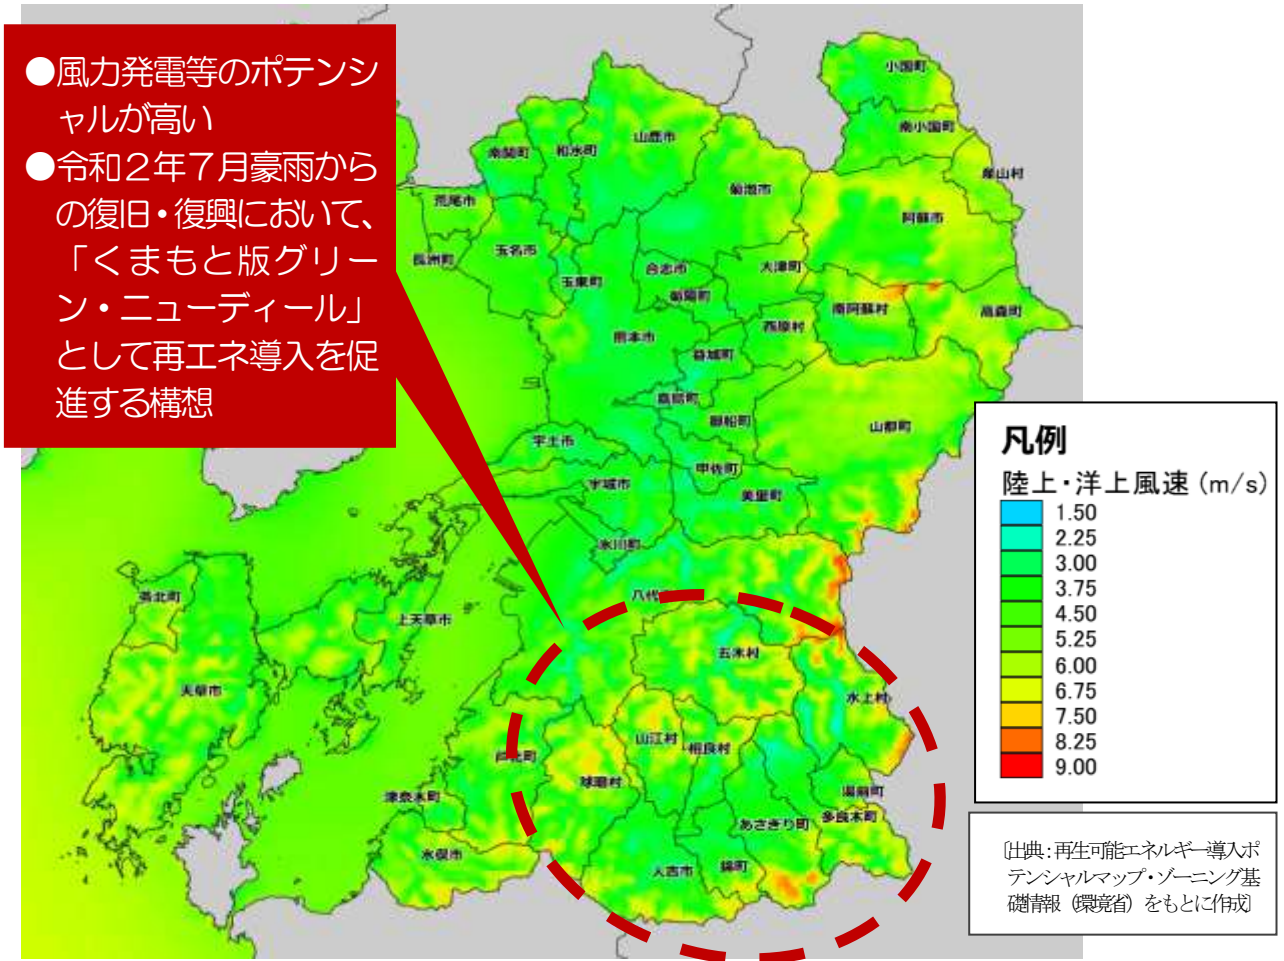 ●風力発電等のポテンシ
ャルが高い
●令和２年７月豪雨から
の復旧・復興において、
「くまもと版グリー
ン・ニューディール」
として再エネ導入を促
進する構想
小国町
南小国町
産山村
山鹿市
和水町
南関町
菊池市
阿蘇市
荒尾市
玉名市
長洲町
合志市
大津町
玉東町
菊陽町
南阿蘇村
高森町
西原村
熊本市
益城町
嘉島町
御船町
山都町
宇土市
甲佐町
宇城市
美里町
氷川町
八代
苓北町
上天草市
五木村
天草市
水上村
山江村
相良村
芦北町
球磨村
湯前町
津奈木町
あさぎり町
多良木町
水俣市
人吉市
錦町
凡例
陸上・洋上風速 (m/s)
1.50
2.25
3.00
3.75
4.50
5.25
6.00
6.75
7.50
8.25
9.00
〔出典：再生可能エネルギー導入ポ
テンシャルマップ・ゾーニング基
礎情報（環境省）をもとに作成〕